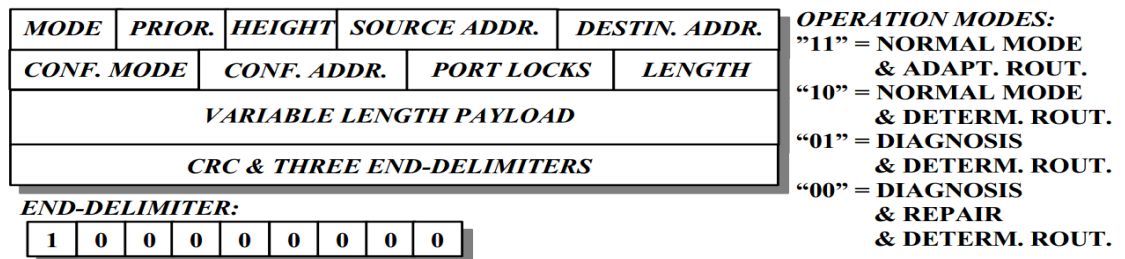 MODE PRIOR. HEIGHT SOURCE ADDR. DESTIN. ADDR.
CONF. MODE CONF. ADDR. PORT LOCKS LENGTH
VARIABLE LENGTH PAYLOAD
CRC & THREE END-DELIMITERS
END-DELIMITER:
1 0 0 0 0 0 0 0 0
OPERATION MODES:
”11” = NORMAL MODE
& ADAPT. ROUT.
“10” = NORMAL MODE
& DETERM. ROUT.
“01” = DIAGNOSIS
& DETERM. ROUT.
“00” = DIAGNOSIS
& REPAIR
& DETERM. ROUT.